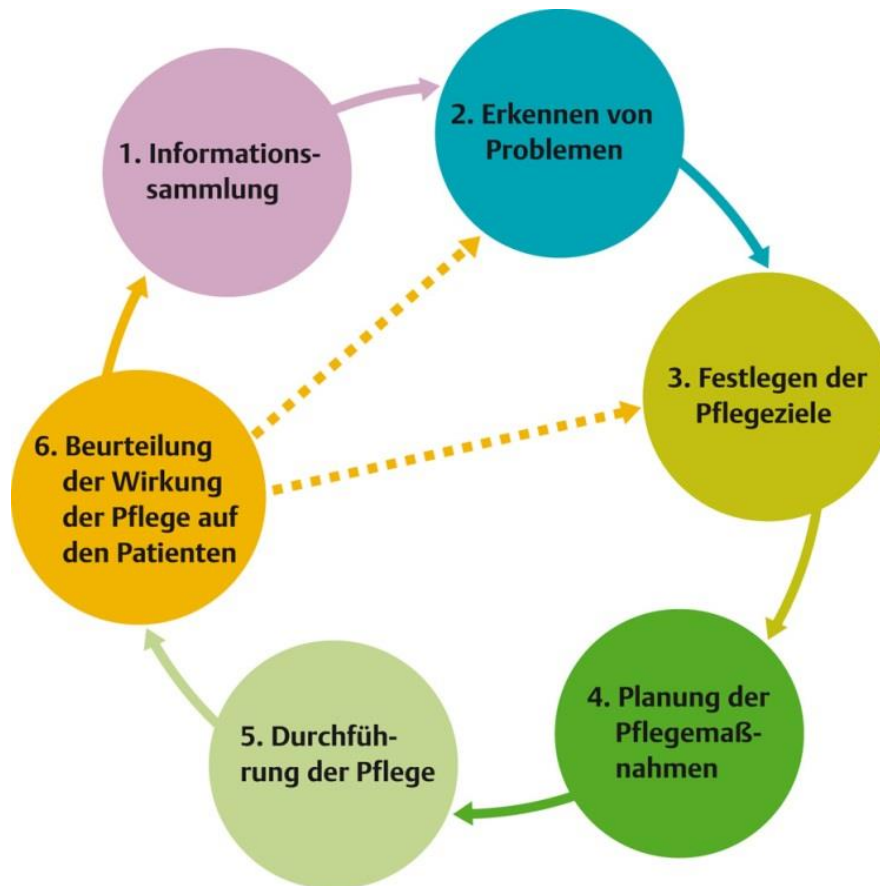 1. Informations-
sammlung
2. Erkennen von
Problemen
3. Festlegen der
Pflegeziele
4. Planung der
Pflegemaß-
nahmen
5. Durchfüh-
rung der Pflege
6. Beurteilung
der Wirkung
der Pflege auf
den Patienten